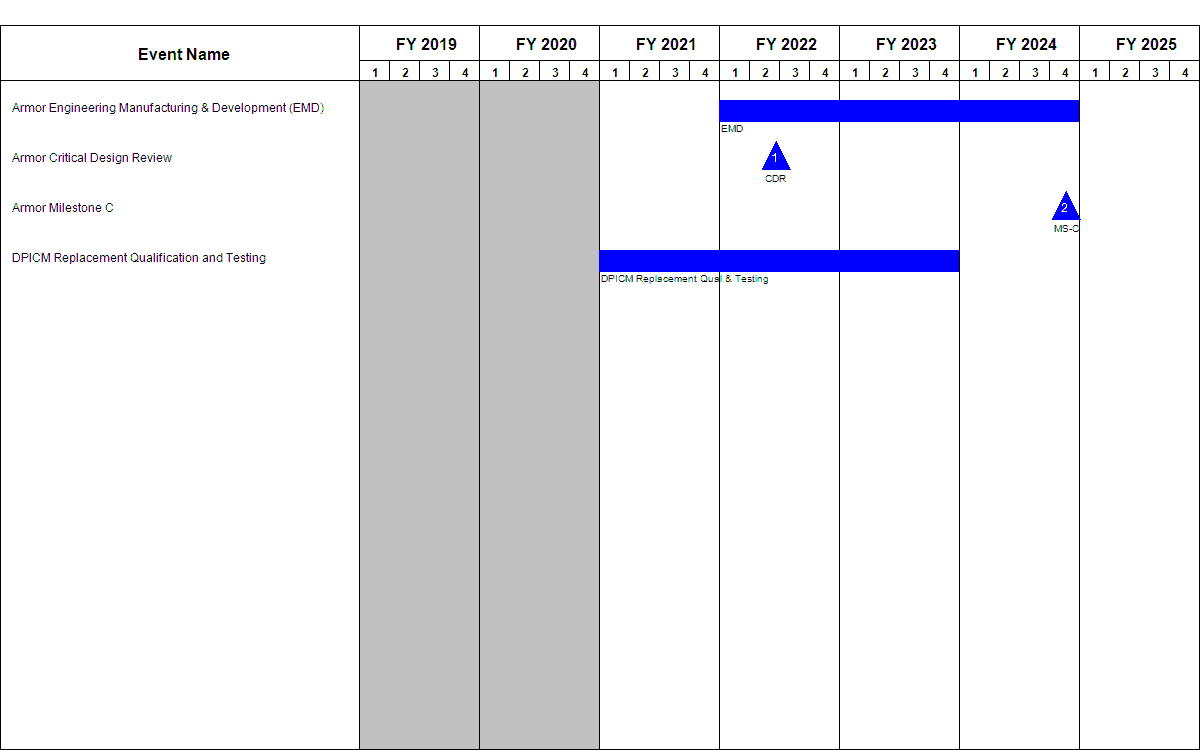 Event Name
FY 2019 FY 2020 FY 2021 FY 2022 FY 2023 FY 2024 FY 2025
1 2 3 4 1 2 3 4 1 2 3 4 1 2 3 4 1 2 3 4 1 2 3 4 1 2 3 4
Armor Engineering Manufacturing & Development (EMD)
EMD
Armor Critical Design Review
1
CDR
Armor Milestone C
2
MS-C
DPICM Replacement Qualification and Testing
DPICM Replacement Qual & Testing